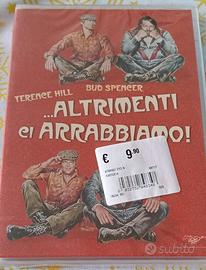 BUD SPENCER
TERENCE HILL
...ALTRIMENTI
ci ARRABBIAMO!
€ 9,90
subito